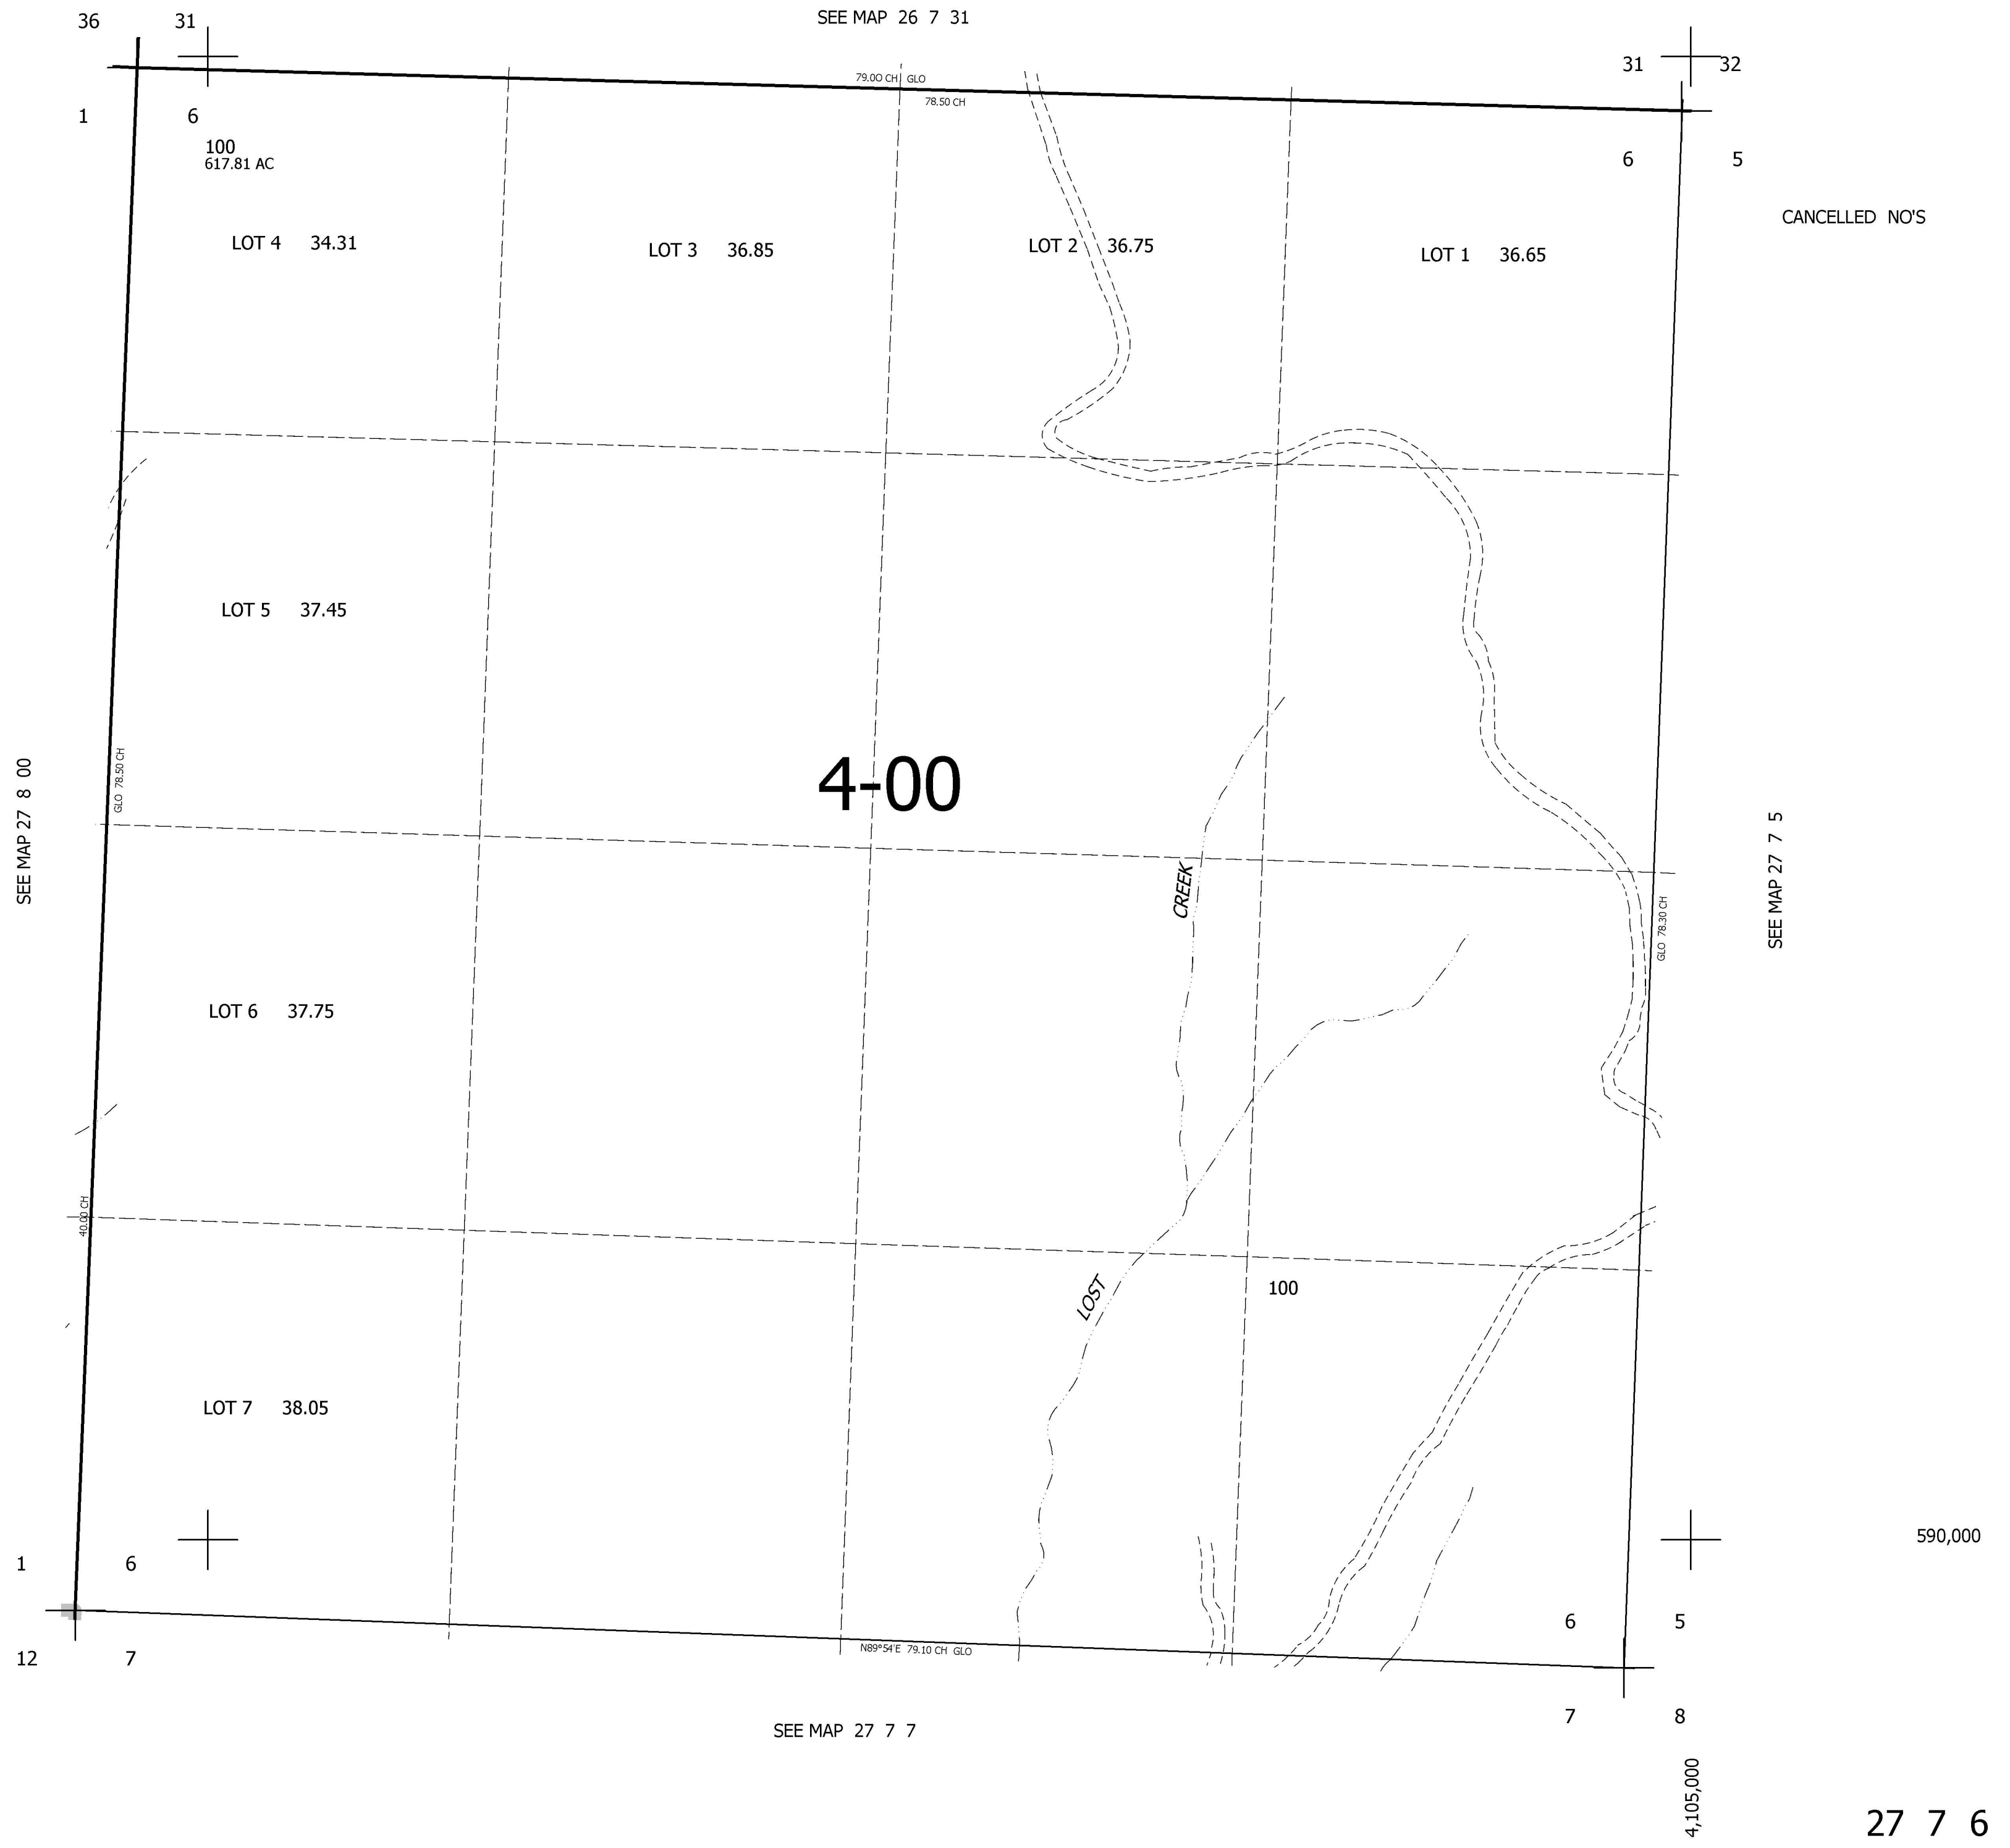 SEE MAP 26 7 31
36 31
31 32
79.00 CH GLO
78.50 CH
1 6
6 5
100
617.81 AC
CANCELLED NO'S
LOT 4 34.31
LOT 3 36.85
LOT 2 36.75
LOT 1 36.65
LOT 5 37.45
GLO 78.50 CH
4-00
SEE MAP 27 8 00
SEE MAP 27 7 5
CREEK
GLO 78.30 CH
LOT 6 37.75
40.00 CH
100
LOST
LOT 7 38.05
590,000
1 6
6 5
12 7
N89°54'E 79.10 CH GLO
7 8
SEE MAP 27 7 7
4,105,000
27 7 6